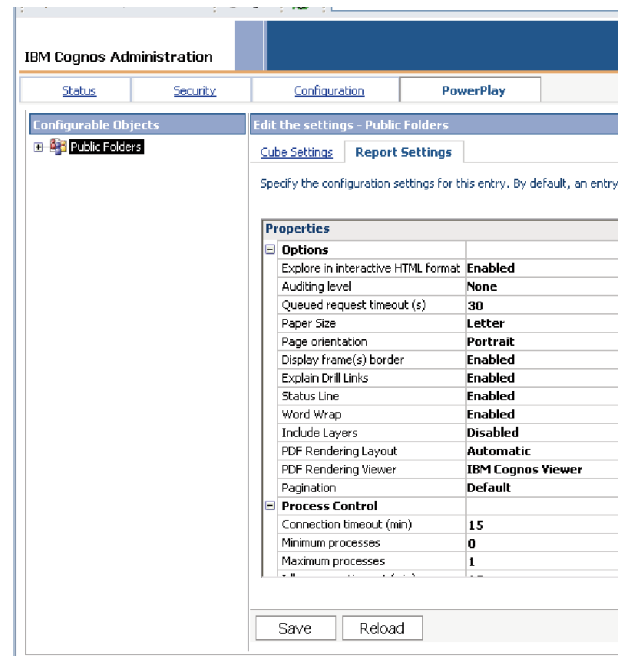 IBM Cognos Administration
Status Security Configuration PowerPlay
Configurable Objects
Public Folders
Edit the settings - Public Folders
Cube Settings Report Settings
Specify the configuration settings for this entry. By default, an entry
Properties
Options
Explore in interactive HTML format Enabled
Auditing level None
Queued request timeout (s) 30
Paper Size Letter
Page orientation Portrait
Display frame(s) border Enabled
Explain Drill Links Enabled
Status Line Enabled
Word Wrap Enabled
Include Layers Disabled
PDF Rendering Layout Automatic
PDF Rendering Viewer IBM Cognos Viewer
Pagination Default
Process Control
Connection timeout (min) 15
Minimum processes 0
Maximum processes 1
Save Reload